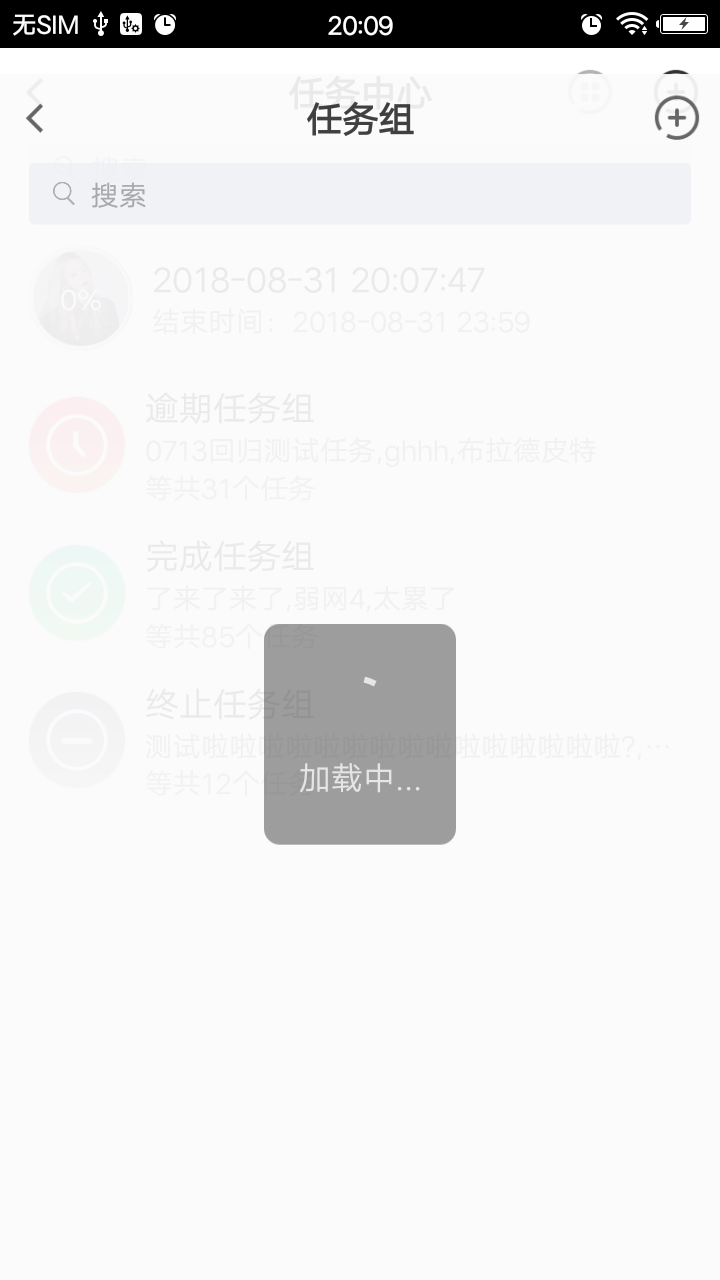 无SIM
20:09
任务中心
任务组
搜索
搜索
0%
2018-08-31 20:07:47
结束时间：2018-08-31 23:59
逾期任务组
0713回归测试任务,ghhh,布拉德皮特
等共31个任务
完成任务组
了来了来了,弱网4,太累了
等共85个任务
终止任务组
测试啦啦啦啦啦啦啦啦啦啦啦啦啦啦?,…
等共12个任务
加载中...